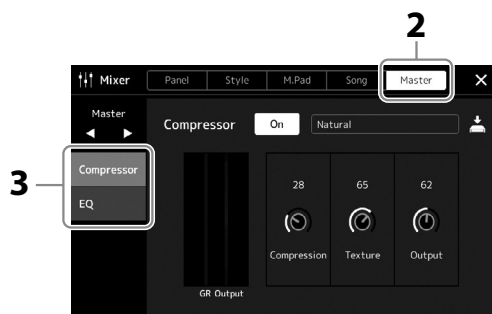 2
Mixer Panel Style M.Pad Song Master ×
Master
Compressor On Natural
3
Compressor
EQ
28 65 62
Compression Texture Output
GR Output